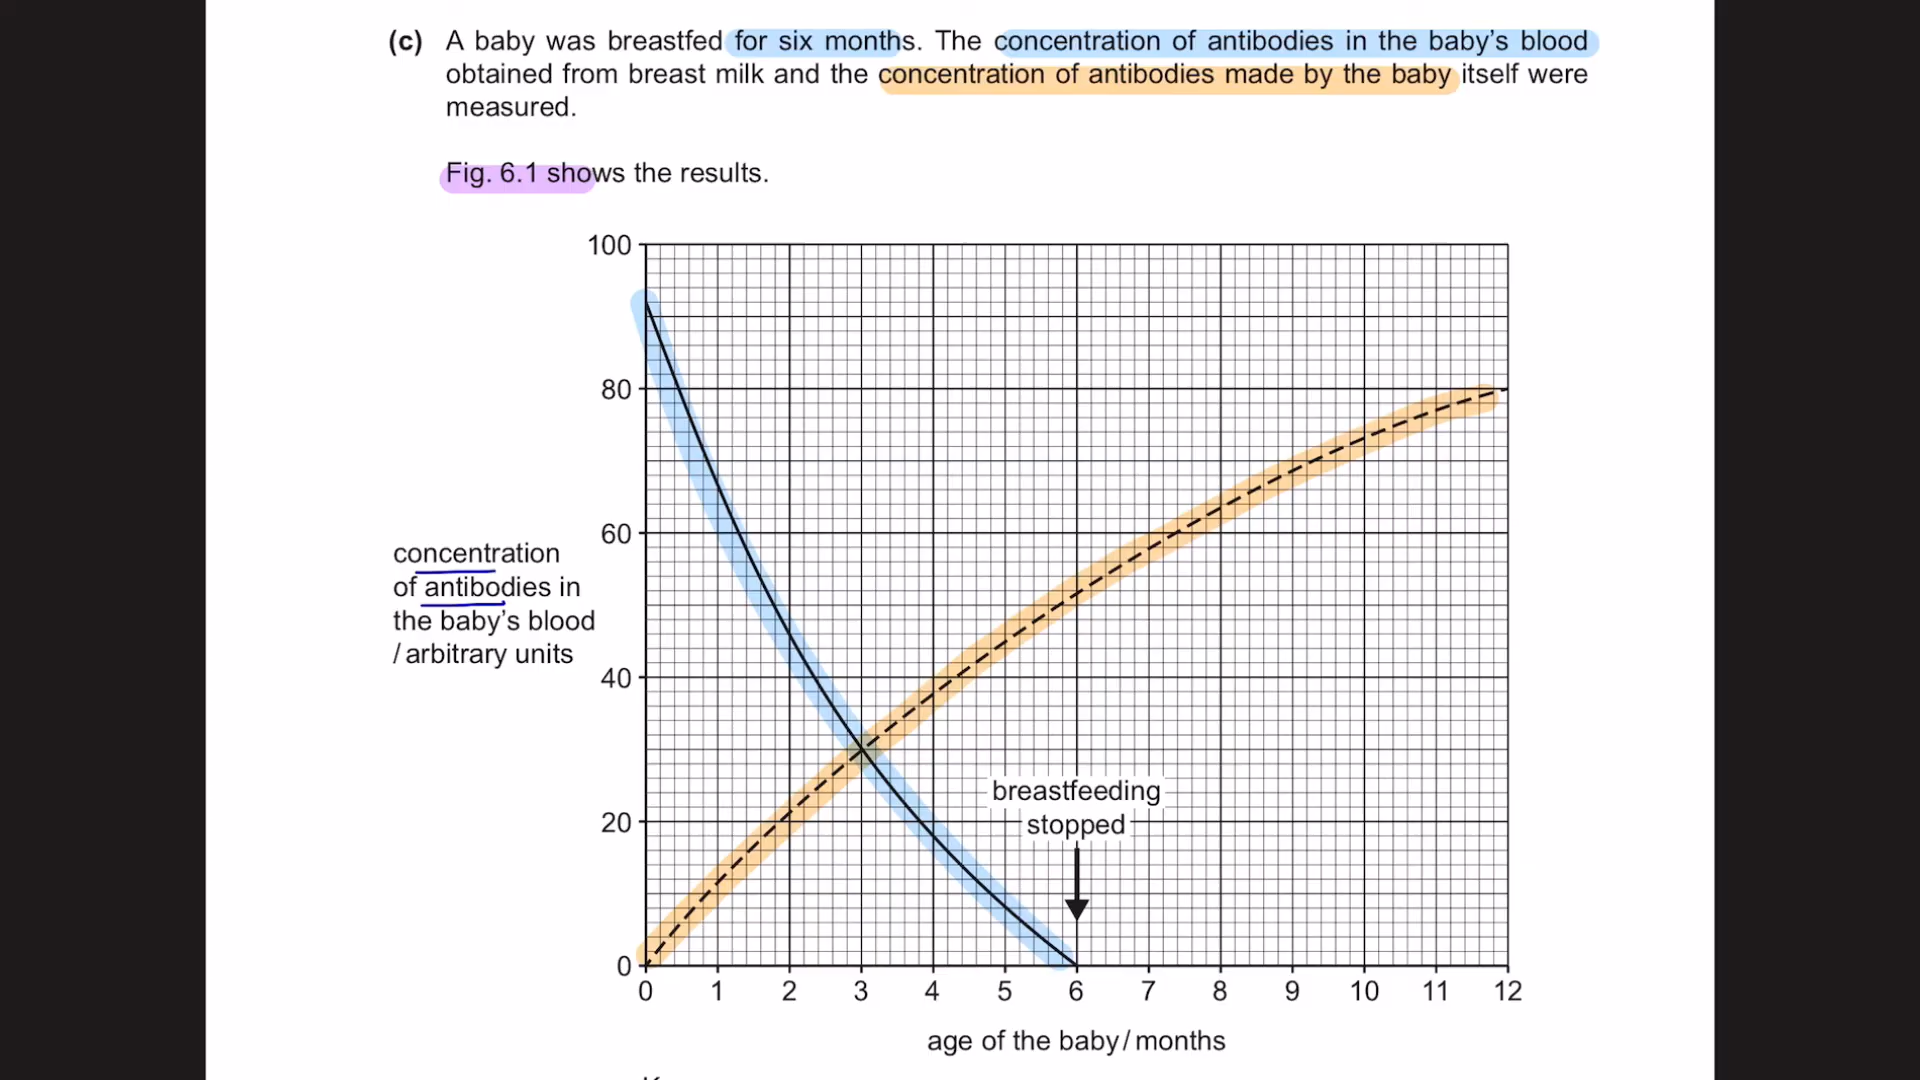 (c) A baby was breastfed for six months. The concentration of antibodies in the baby’s blood
obtained from breast milk and the concentration of antibodies made by the baby itself were
measured.
Fig. 6.1 shows the results.
100
80
60
40
20
0
concentration
of antibodies in
the baby’s blood
/ arbitrary units
breastfeeding
stopped
0 1 2 3 4 5 6 7 8 9 10 11 12
age of the baby / months